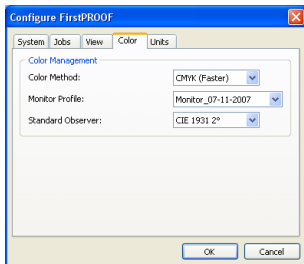 Configure FirstPROOF
System Jobs View Color Units
Color Management
Color Method: CMYK (Faster)
Monitor Profile: Monitor_07-11-2007
Standard Observer: CIE 1931 2°
OK Cancel